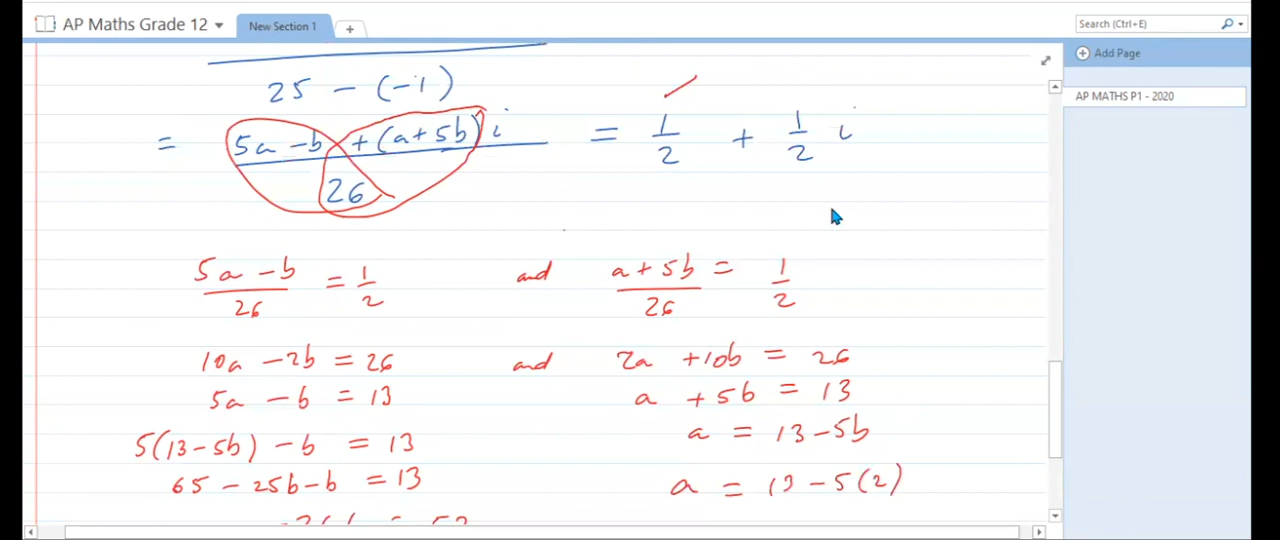 AP Maths Grade 12
New Section 1
Search (Ctrl+E)
Add Page
AP MATHS P1 - 2020
25 - (-1)
= 5a - b + (a + 5b) i = 1/2 + 1/2 i
26
5a - b / 26 = 1/2 and a + 5b / 26 = 1/2
10a - 2b = 26 and 2a + 10b = 26
5a - b = 13 a + 5b = 13
5(13 - 5b) - b = 13 a = 13 - 5b
65 - 25b - b = 13 a = 13 - 5(2)